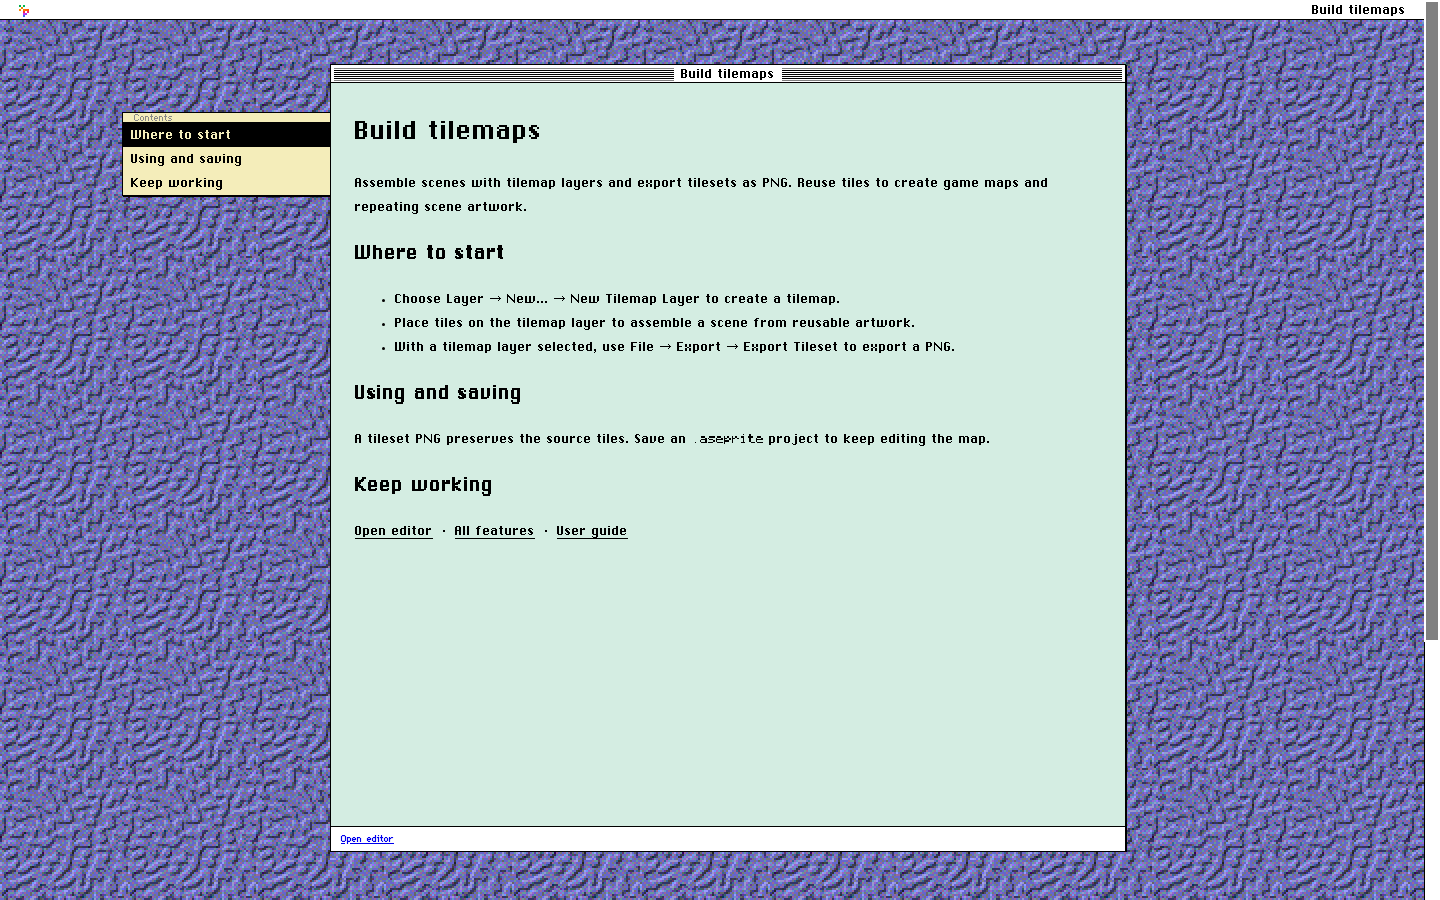 Build tilemaps
Build tilemaps
Contents
Where to start
Using and saving
Keep working
Build tilemaps
Assemble scenes with tilemap layers and export tilesets as PNG. Reuse tiles to create game maps and
repeating scene artwork.
Where to start
• Choose Layer → New... → New Tilemap Layer to create a tilemap.
• Place tiles on the tilemap layer to assemble a scene from reusable artwork.
• With a tilemap layer selected, use File → Export → Export Tileset to export a PNG.
Using and saving
A tileset PNG preserves the source tiles. Save an .aseprite project to keep editing the map.
Keep working
Open editor · All features · User guide
Open editor